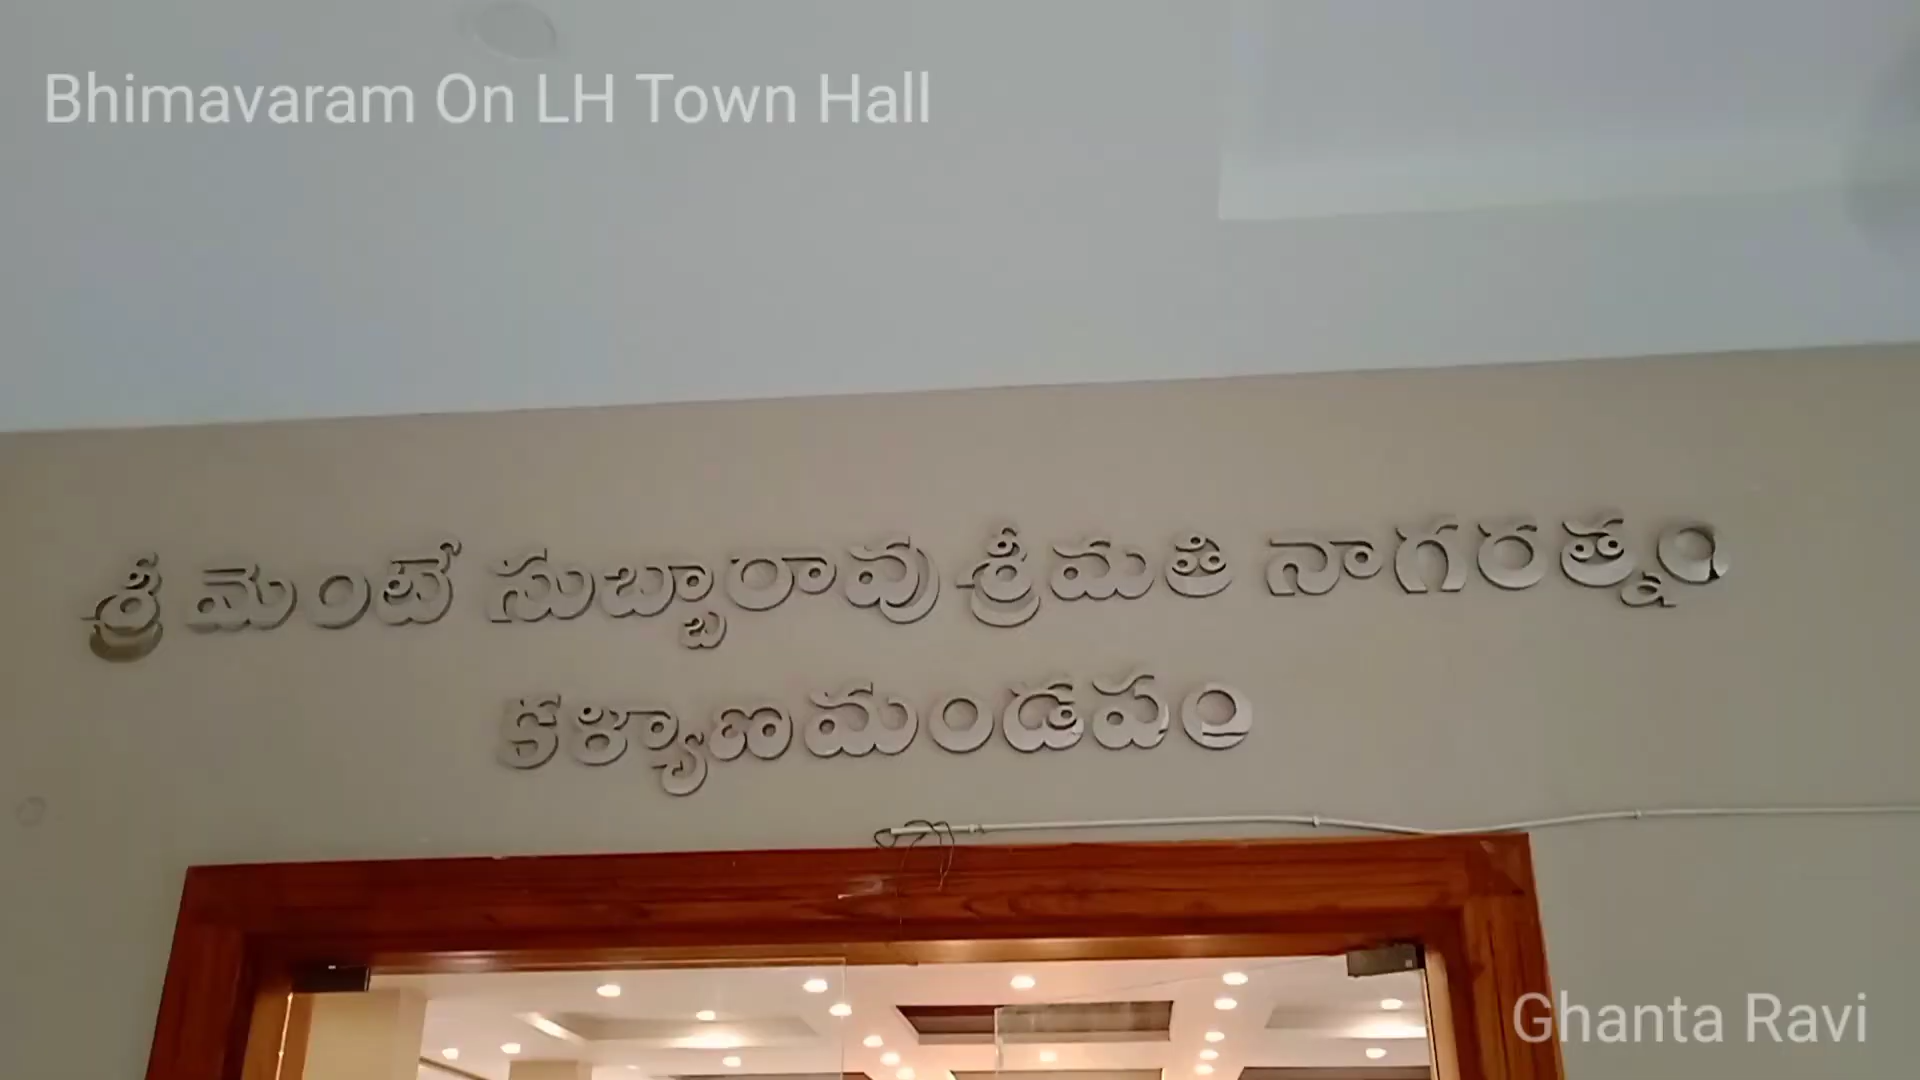 Bhimavaram On LH Town Hall
శ్రీ మెంటే సుబ్బారావు శ్రీమతి నాగరత్నం
కళ్యాణమండపం
Ghanta Ravi